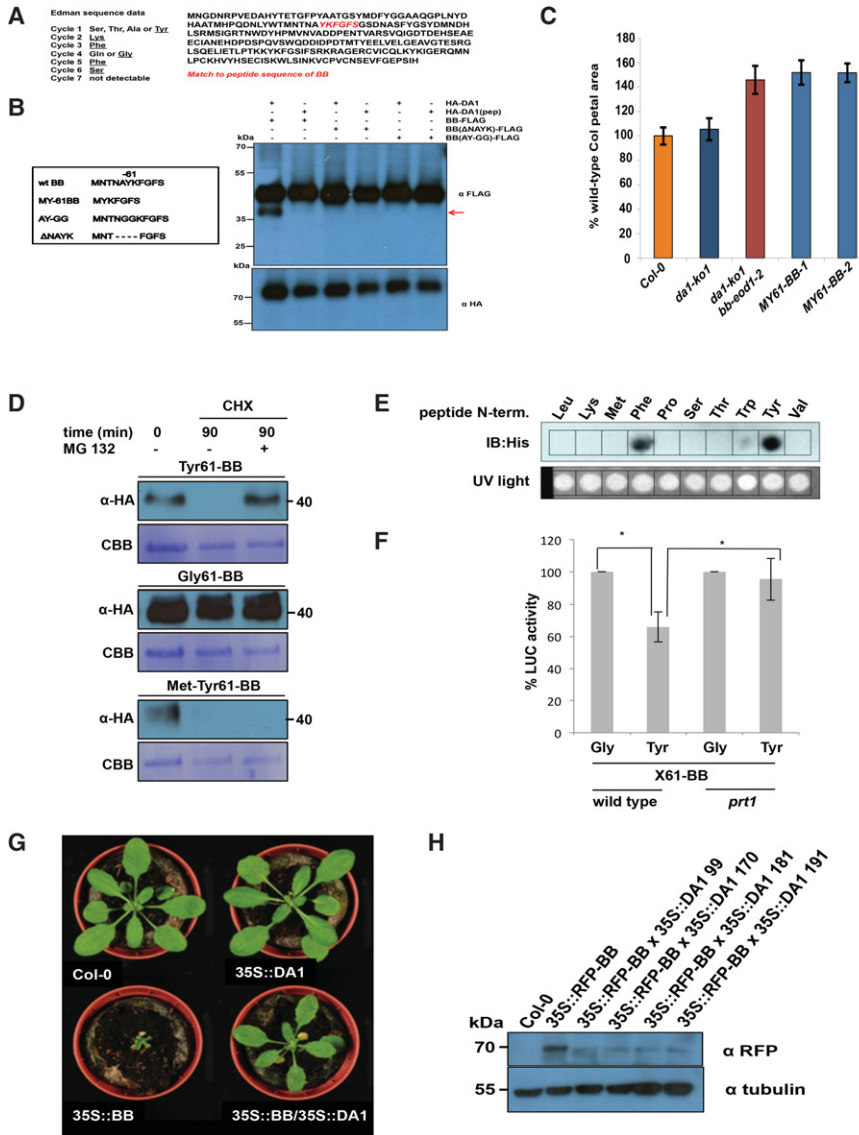 A
Edman sequence data
Cycle 1 Ser, Thr, Ala or Tyr
Cycle 2 Lys
Cycle 3 Phe
Cycle 4 Gln or Gly
Cycle 5 Phe
Cycle 6 Ser
Cycle 7 not detectable
MNGDNRPVEDAHYTETGFPYAATGSYMDFYGGAAQGPLNYD
HAATMHPQDNLYWTMNTNAYKFGFSGSDNASFYGSYDMNDH
LSRMSIGRTNWDYHPMVNVADDPENTVARSVQIGDTDEHSEAE
ECIANEHDPDSPQVSWQDDIDPDTMTYEELVELGEAVGTESRG
LSQELIETLPTKKYKFGSIFSRKRAGERCVICQLKYKIGERQMN
LPCKHVYHSECISKWLSINKVCPVCNSEVFGEPSIH
Match to peptide sequence of BB
B
-61
wt BB MNTNAYKFGFS
MY-61BB MYKFGFS
AY-GG MNTNGGKFGFS
ΔNAYK MNT----FGFS
+ - + - + - HA-DA1
- + - + - + HA-DA1(pep)
+ + - - - - BB-FLAG
- - + + - - BB(ΔNAYK)-FLAG
- - - - + + BB(AY-GG)-FLAG
kDa
70
55
35
25
α FLAG
kDa
70
55
α HA
C
% wild-type Col petal area
180
160
140
120
100
80
60
40
20
0
Col-0
da1-ko1
da1-ko1
bb-eod1-2
MY61-BB-1
MY61-BB-2
D
CHX
time (min) 0 90 90
MG 132 - - +
Tyr61-BB
α-HA
40
CBB
Gly61-BB
α-HA
40
CBB
Met-Tyr61-BB
α-HA
40
CBB
E
peptide N-term. Leu Lys Met Phe Pro Ser Thr Trp Tyr Val
IB:His
UV light
F
% LUC activity
120
100
80
60
40
20
0
* *
Gly Tyr Gly Tyr
X61-BB
wild type prt1
G
Col-0
35S::DA1
35S::BB
35S::BB/35S::DA1
H
Col-0
35S::RFP-BB
35S::RFP-BB x 35S::DA1 99
35S::RFP-BB x 35S::DA1 170
35S::RFP-BB x 35S::DA1 181
35S::RFP-BB x 35S::DA1 191
kDa
70
α RFP
55
α tubulin